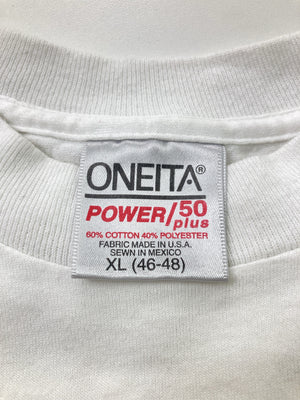 ONEITA®
POWER/50 plus
60% COTTON 40% POLYESTER
FABRIC MADE IN U.S.A.
SEWN IN MEXICO
XL (46-48)